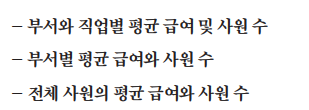 – 부서와 직업별 평균 급여 및 사원 수
– 부서별 평균 급여와 사원 수
– 전체 사원의 평균 급여와 사원 수